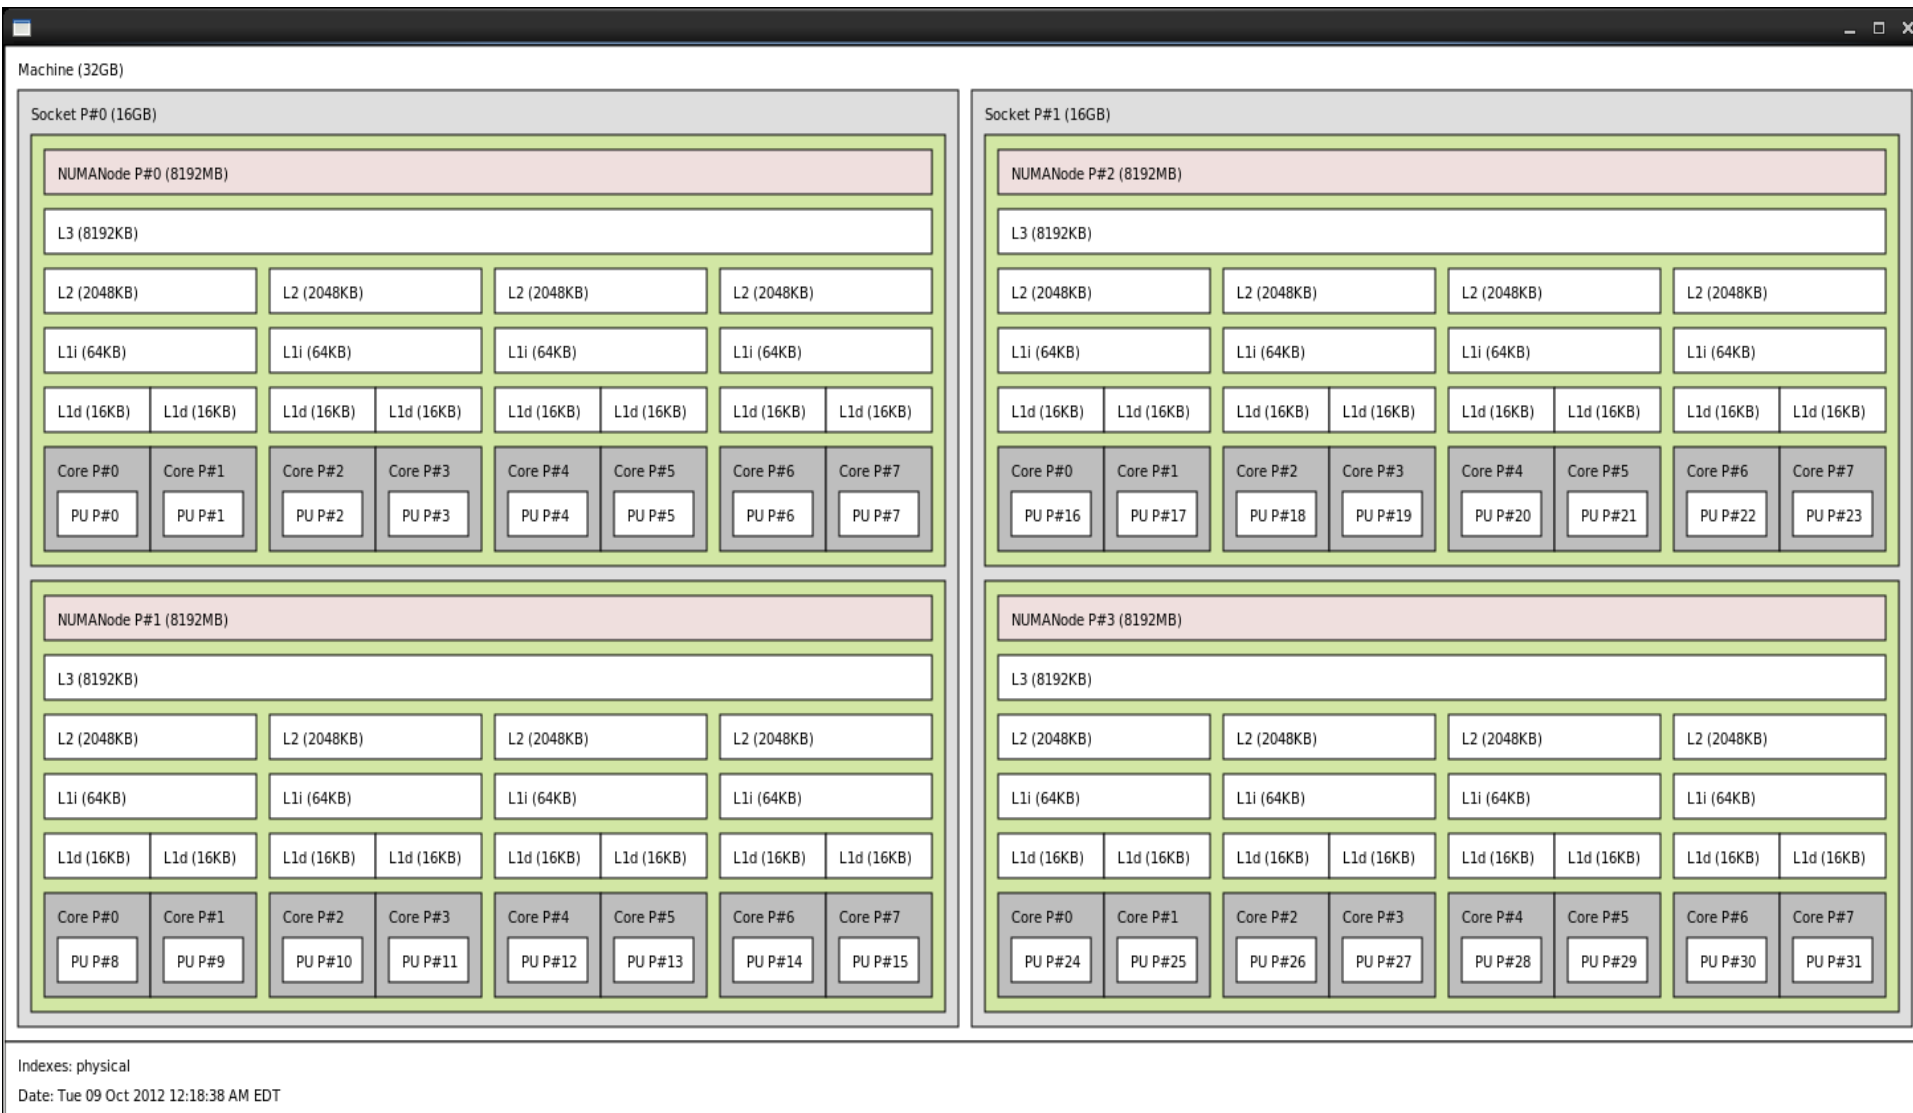 Machine (32GB)
Socket P#0 (16GB)
NUMANode P#0 (8192MB)
L3 (8192KB)
L2 (2048KB) L2 (2048KB) L2 (2048KB) L2 (2048KB)
L1i (64KB) L1i (64KB) L1i (64KB) L1i (64KB)
L1d (16KB) L1d (16KB) L1d (16KB) L1d (16KB) L1d (16KB) L1d (16KB) L1d (16KB) L1d (16KB)
Core P#0 Core P#1 Core P#2 Core P#3 Core P#4 Core P#5 Core P#6 Core P#7
PU P#0 PU P#1 PU P#2 PU P#3 PU P#4 PU P#5 PU P#6 PU P#7
NUMANode P#1 (8192MB)
L3 (8192KB)
L2 (2048KB) L2 (2048KB) L2 (2048KB) L2 (2048KB)
L1i (64KB) L1i (64KB) L1i (64KB) L1i (64KB)
L1d (16KB) L1d (16KB) L1d (16KB) L1d (16KB) L1d (16KB) L1d (16KB) L1d (16KB) L1d (16KB)
Core P#0 Core P#1 Core P#2 Core P#3 Core P#4 Core P#5 Core P#6 Core P#7
PU P#8 PU P#9 PU P#10 PU P#11 PU P#12 PU P#13 PU P#14 PU P#15
Socket P#1 (16GB)
NUMANode P#2 (8192MB)
L3 (8192KB)
L2 (2048KB) L2 (2048KB) L2 (2048KB) L2 (2048KB)
L1i (64KB) L1i (64KB) L1i (64KB) L1i (64KB)
L1d (16KB) L1d (16KB) L1d (16KB) L1d (16KB) L1d (16KB) L1d (16KB) L1d (16KB) L1d (16KB)
Core P#0 Core P#1 Core P#2 Core P#3 Core P#4 Core P#5 Core P#6 Core P#7
PU P#16 PU P#17 PU P#18 PU P#19 PU P#20 PU P#21 PU P#22 PU P#23
NUMANode P#3 (8192MB)
L3 (8192KB)
L2 (2048KB) L2 (2048KB) L2 (2048KB) L2 (2048KB)
L1i (64KB) L1i (64KB) L1i (64KB) L1i (64KB)
L1d (16KB) L1d (16KB) L1d (16KB) L1d (16KB) L1d (16KB) L1d (16KB) L1d (16KB) L1d (16KB)
Core P#0 Core P#1 Core P#2 Core P#3 Core P#4 Core P#5 Core P#6 Core P#7
PU P#24 PU P#25 PU P#26 PU P#27 PU P#28 PU P#29 PU P#30 PU P#31
Indexes: physical
Date: Tue 09 Oct 2012 12:18:38 AM EDT